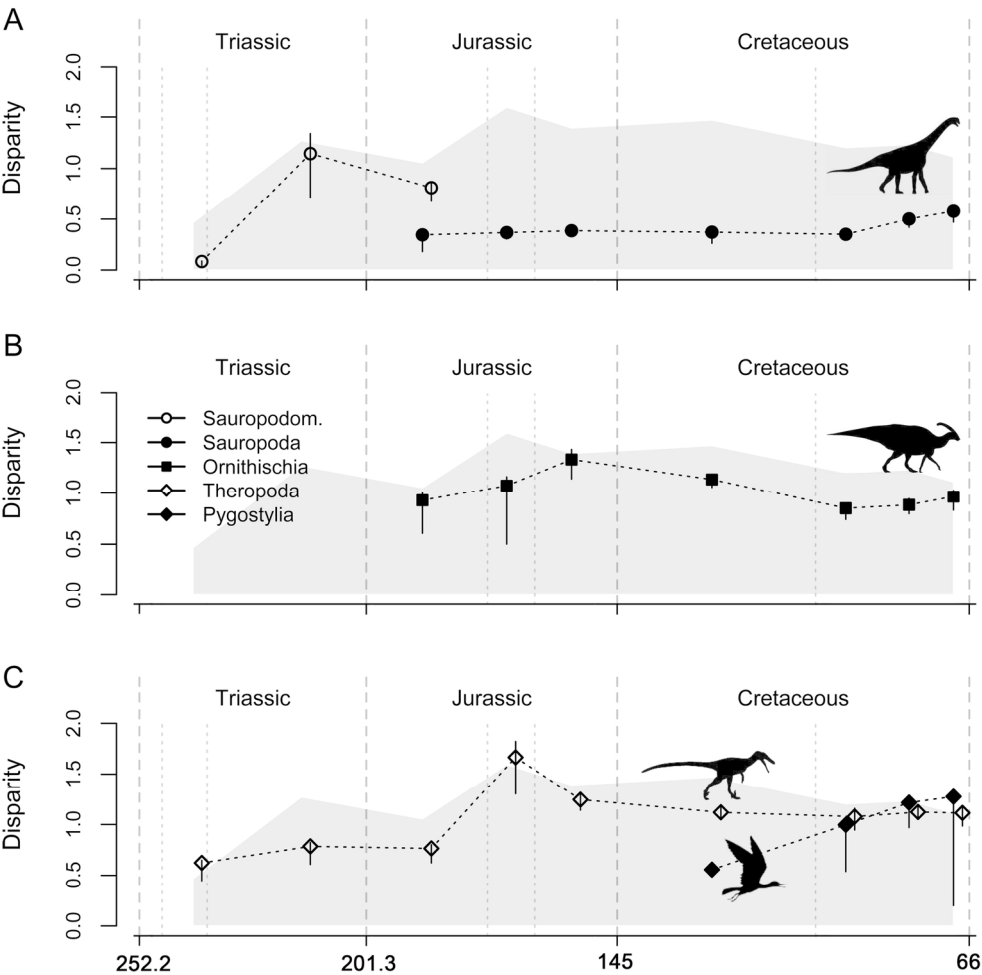 A
Triassic Jurassic Cretaceous
Disparity
2.0
1.5
1.0
0.5
0.0
B
Triassic Jurassic Cretaceous
Disparity
2.0
1.5
1.0
0.5
0.0
Sauropodom.
Sauropoda
Ornithischia
Theropoda
Pygostylia
C
Triassic Jurassic Cretaceous
Disparity
2.0
1.5
1.0
0.5
0.0
252.2 201.3 145 66